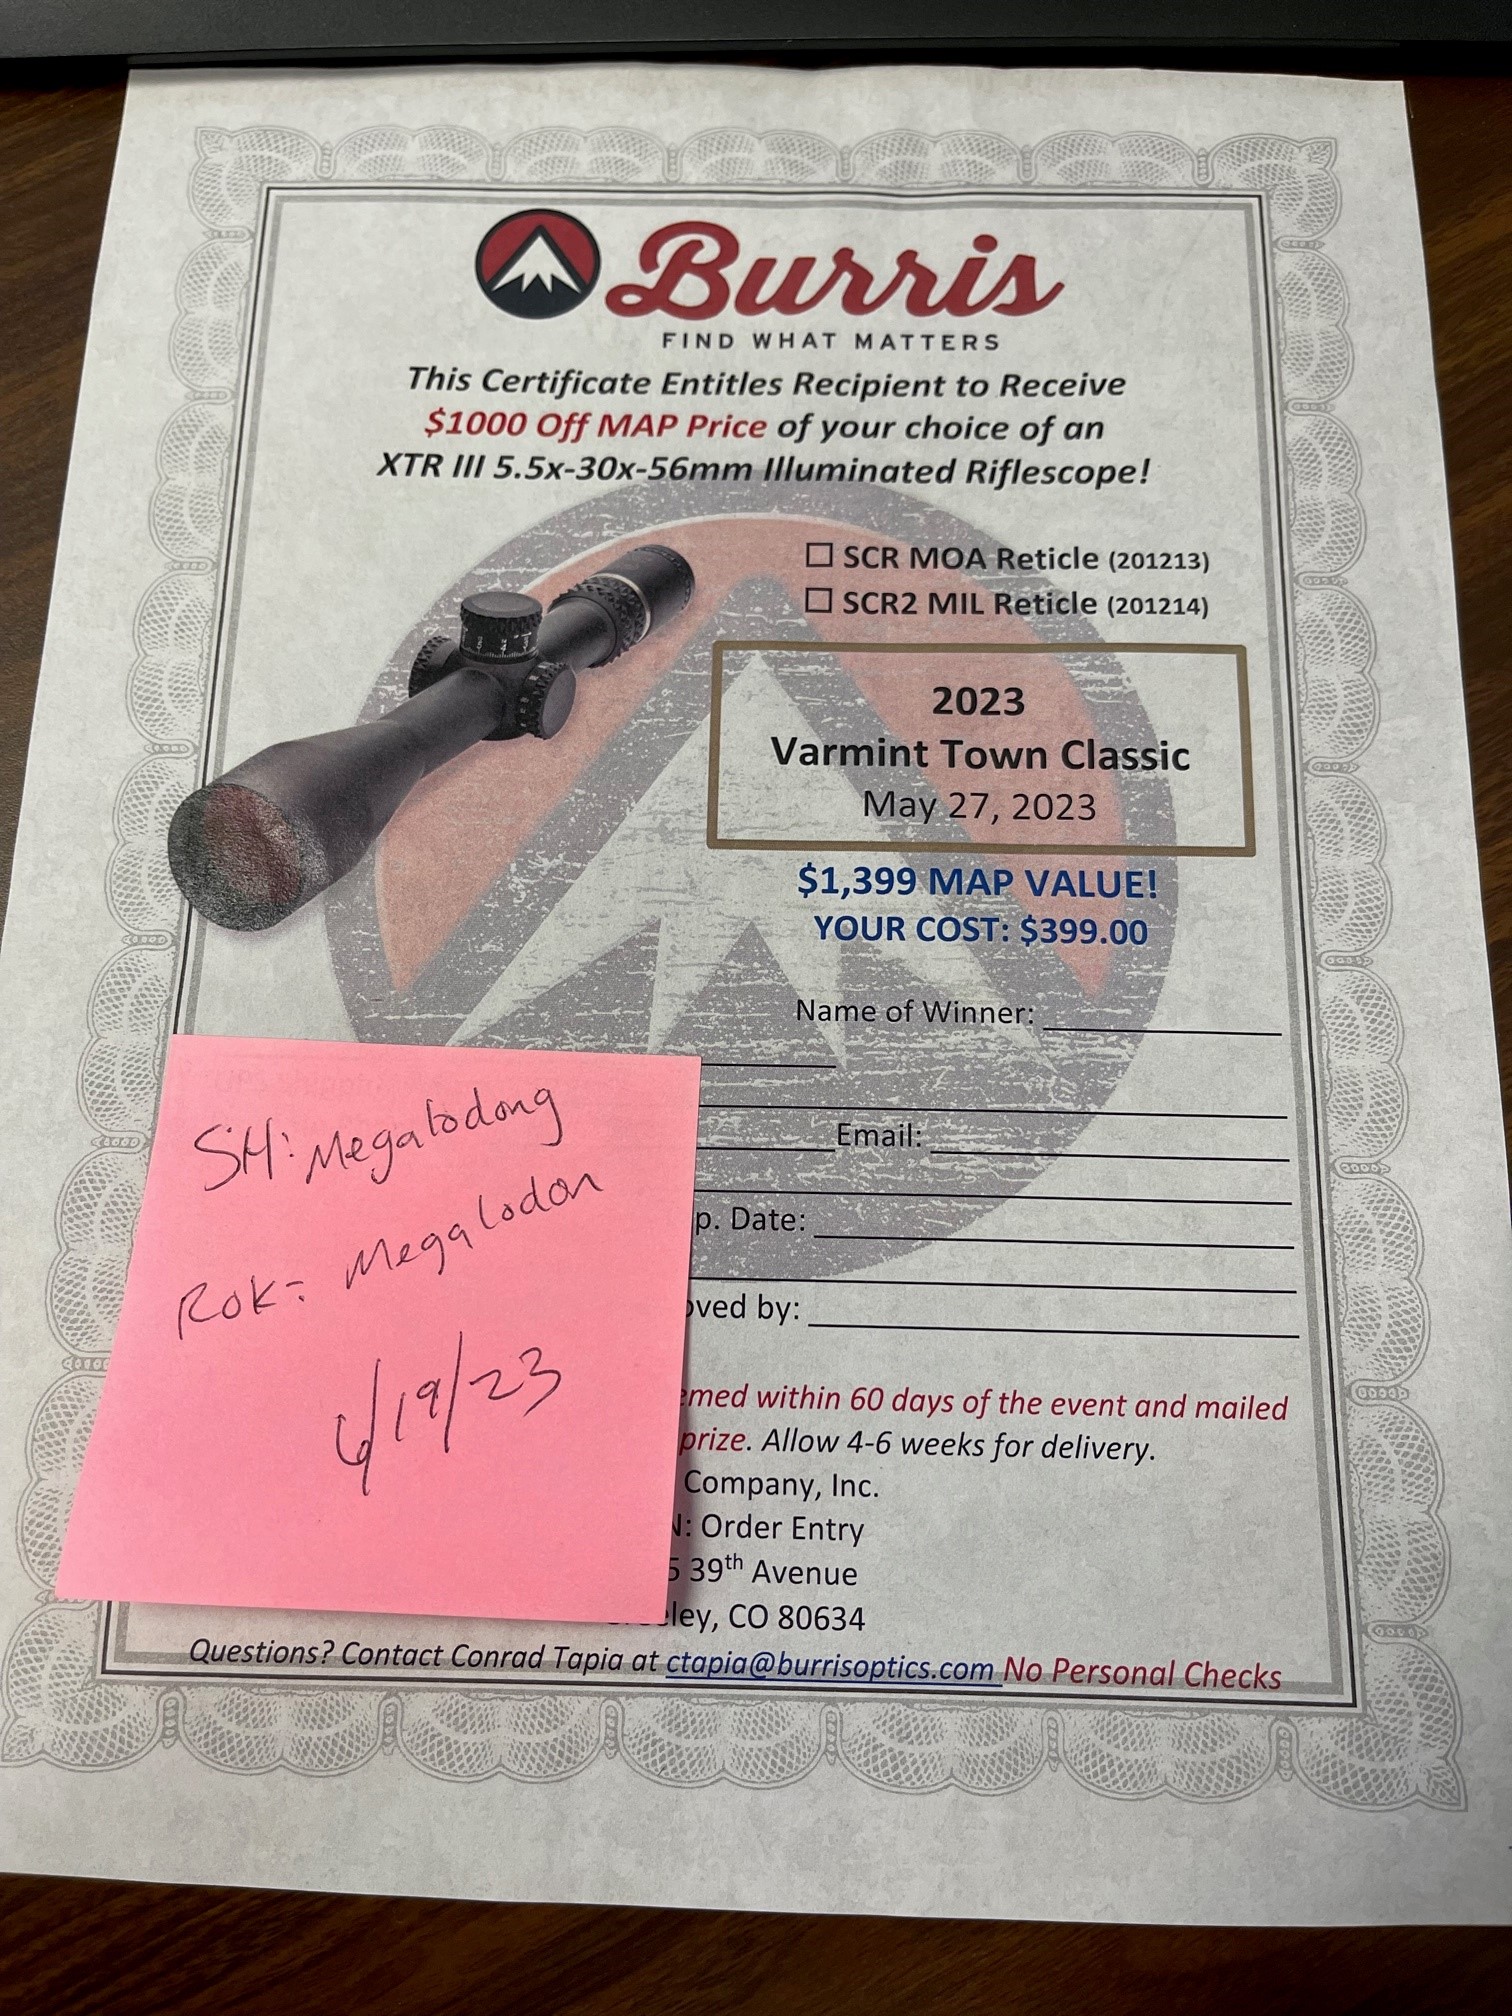 Burris
FIND WHAT MATTERS
This Certificate Entitles Recipient to Receive
$1000 Off MAP Price of your choice of an
XTR III 5.5x-30x-56mm Illuminated Riflescope!
☐ SCR MOA Reticle (201213)
☐ SCR2 MIL Reticle (201214)
2023
Varmint Town Classic
May 27, 2023
$1,399 MAP VALUE!
YOUR COST: $399.00
Name of Winner:
Email:
p. Date:
oved by:
SH: Megalodong
ROK: Megalodon
6/19/23
emed within 60 days of the event and mailed
prize. Allow 4-6 weeks for delivery.
Company, Inc.
N: Order Entry
5 39th Avenue
eley, CO 80634
Questions? Contact Conrad Tapia at ctapia@burrisoptics.com No Personal Checks